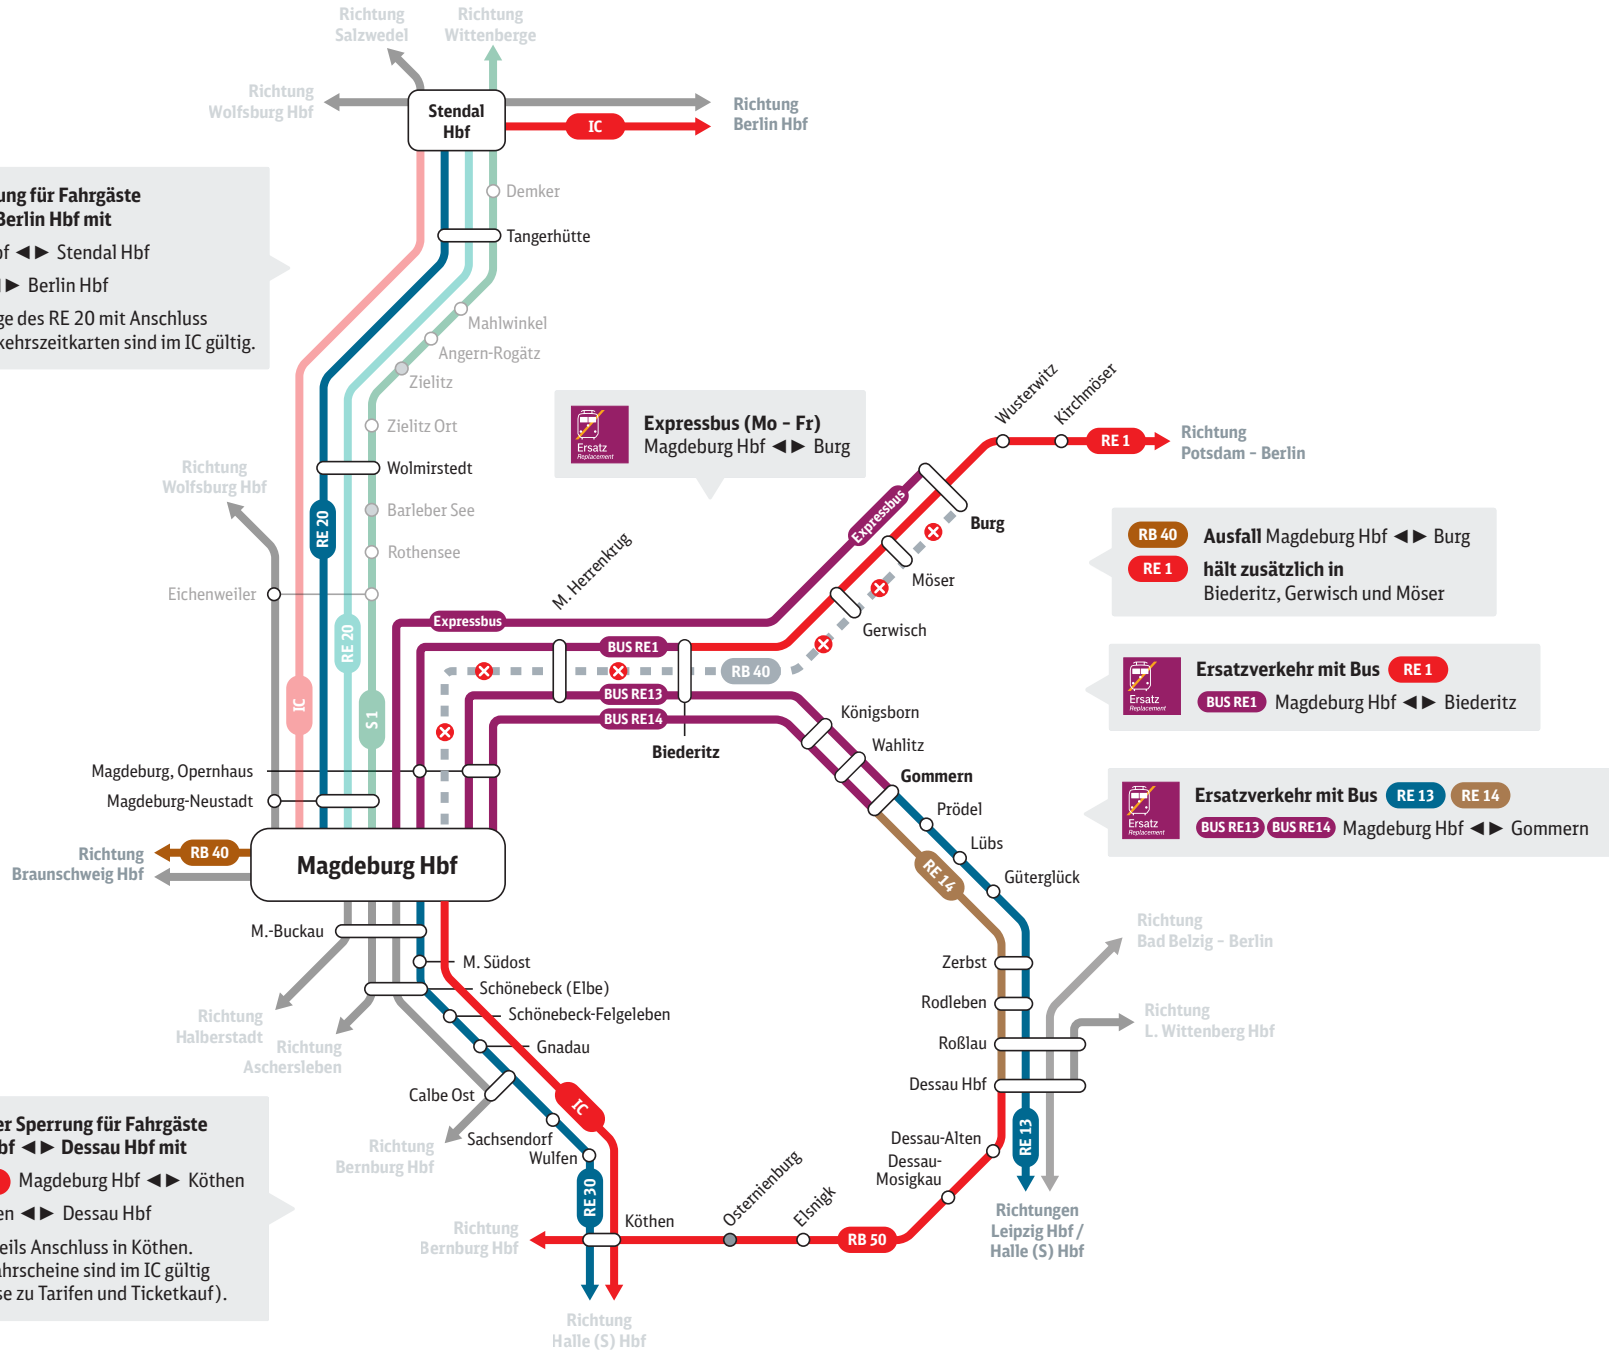 Richtung
Salzwedel
Richtung
Wittenberge
Richtung
Wolfsburg Hbf
Stendal
Hbf
IC
Richtung
Berlin Hbf
Demker
Tangerhütte
Mahlwinkel
Angern-Rogätz
Zielitz
Zielitz Ort
Wolmirstedt
Barleber See
Rothensee
Eichenweiler
Richtung
Wolfsburg Hbf
RE 20
RE 20
IC
S 1
für Fahrgäste
Berlin Hbf mit
◄► Stendal Hbf
► Berlin Hbf
des RE 20 mit Anschluss
sind im IC gültig.
Ersatz
Replacement
Expressbus (Mo – Fr)
Magdeburg Hbf ◄► Burg
Wusterwitz
Kirchmöser
RE 1
Richtung
Potsdam – Berlin
Expressbus
Burg
Möser
Gerwisch
M. Herrenkrug
Expressbus
BUS RE1
RB 40
BUS RE13
BUS RE14
Biederitz
RB 40 Ausfall Magdeburg Hbf ◄► Burg
RE 1 hält zusätzlich in
Biederitz, Gerwisch und Möser
Ersatz
Replacement
Ersatzverkehr mit Bus RE 1
BUS RE1 Magdeburg Hbf ◄► Biederitz
Ersatz
Replacement
Ersatzverkehr mit Bus RE 13 RE 14
BUS RE13 BUS RE14 Magdeburg Hbf ◄► Gommern
Königsborn
Wahlitz
Gommern
Prödel
Lübs
Güterglück
RE 14
Magdeburg, Opernhaus
Magdeburg-Neustadt
RB 40
Richtung
Braunschweig Hbf
Magdeburg Hbf
M.-Buckau
M. Südost
Schönebeck (Elbe)
Schönebeck-Felgeleben
Gnadau
Richtung
Halberstadt
Richtung
Aschersleben
Calbe Ost
IC
Richtung
Bernburg Hbf
Sachsendorf
Wulfen
RE 30
Zerbst
Rodleben
Roßlau
Dessau Hbf
Richtung
Bad Belzig – Berlin
Richtung
L. Wittenberg Hbf
RE 13
Dessau-Alten
Dessau-
Mosigkau
Richtungen
Leipzig Hbf /
Halle (S) Hbf
Richtung
Bernburg Hbf
Köthen
Osternienburg
Elsnigk
RB 50
Richtung
Halle (S) Hbf
Sperrung für Fahrgäste
◄► Dessau Hbf mit
Magdeburg Hbf ◄► Köthen
◄► Dessau Hbf
Anschluss in Köthen.
sind im IC gültig
zu Tarifen und Ticketkauf).